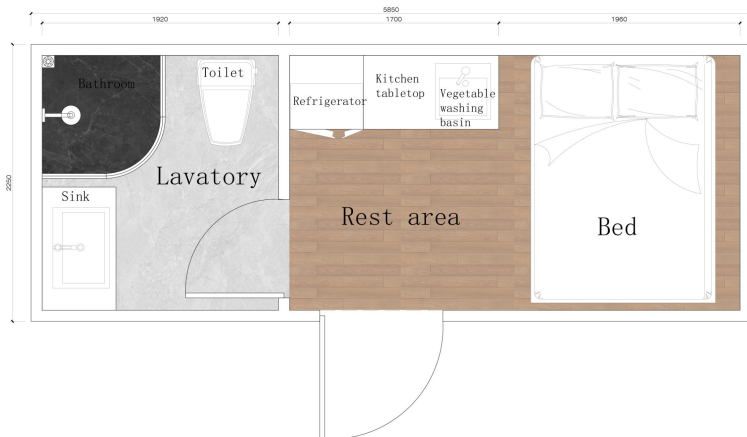 5850
1920
1700
1960
2250
Bathroom
Toilet
Refrigerator
Kitchen
tabletop
Vegetable
washing
basin
Lavatory
Sink
Rest area
Bed